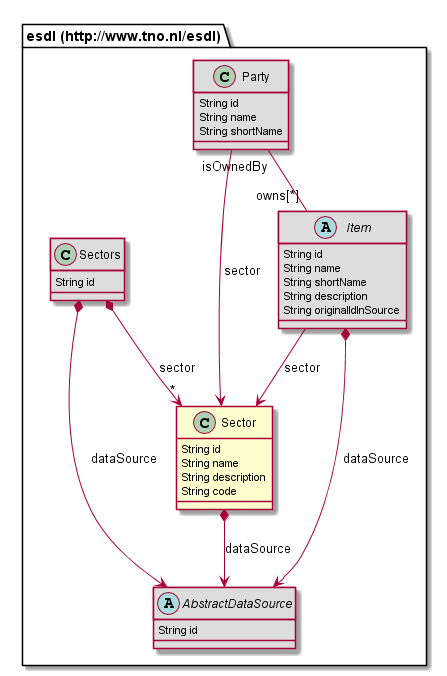 esdl (http://www.tno.nl/esdl)
C Party
String id
String name
String shortName
isOwnedBy
owns[*]
A Item
String id
String name
String shortName
String description
String originalIdInSource
C Sectors
String id
sector
sector
sector
*
C Sector
String id
String name
String description
String code
dataSource
dataSource
dataSource
A AbstractDataSource
String id